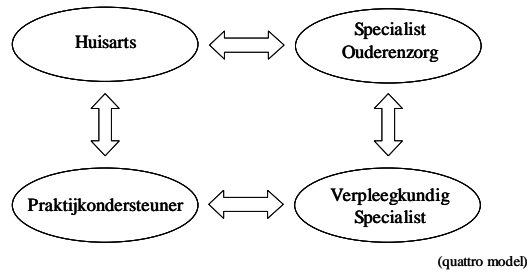 Huisarts
Specialist
Ouderenzorg
Praktijkondersteuner
Verpleegkundig
Specialist
(quattro model)